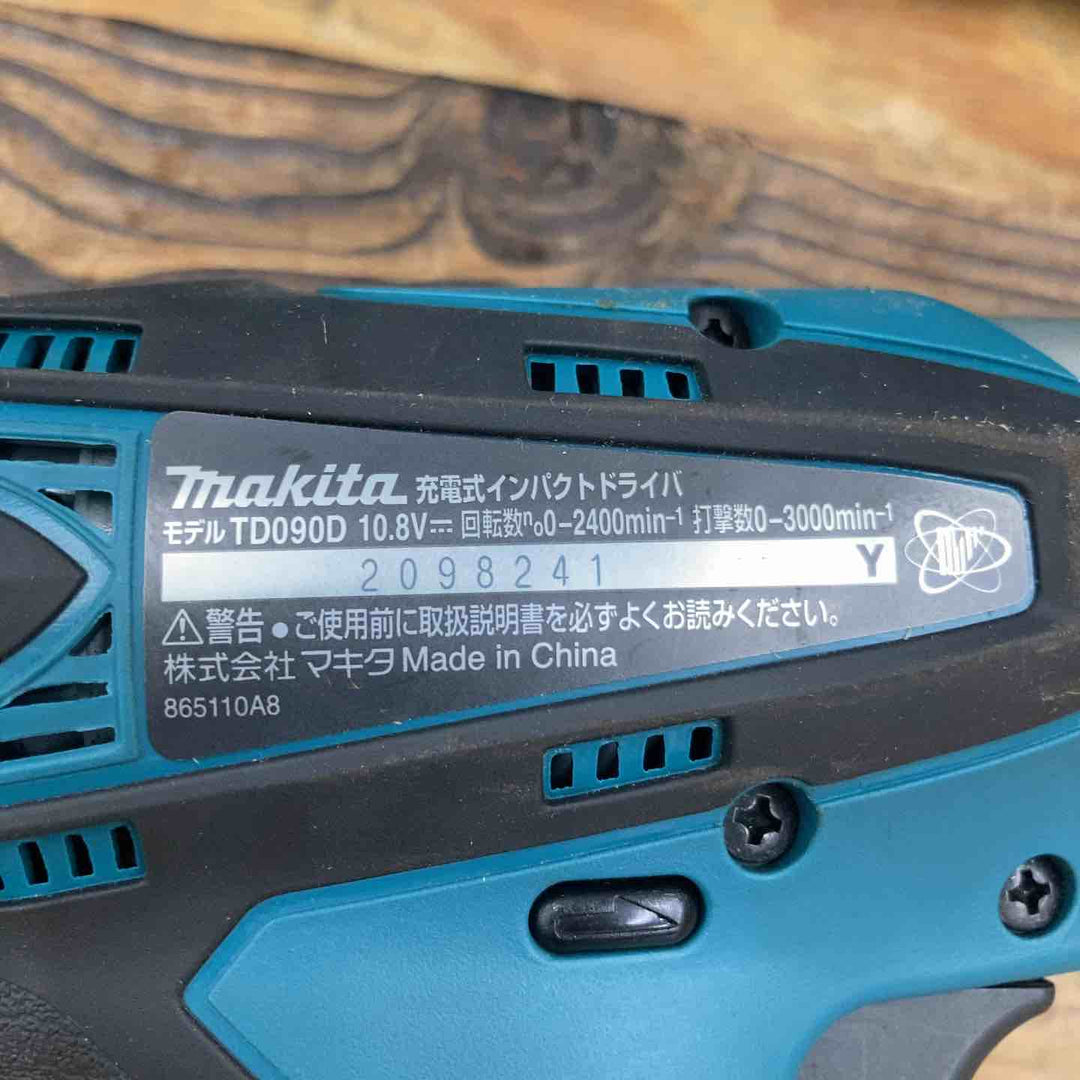 makita 充電式インパクトドライバ
モデル TD090D 10.8V⎓ 回転数n₀0-2400min⁻¹ 打撃数0-3000min⁻¹
2098241 Y
⚠警告 ●ご使用前に取扱説明書を必ずよくお読みください。
株式会社 マキタ Made in China
865110A8